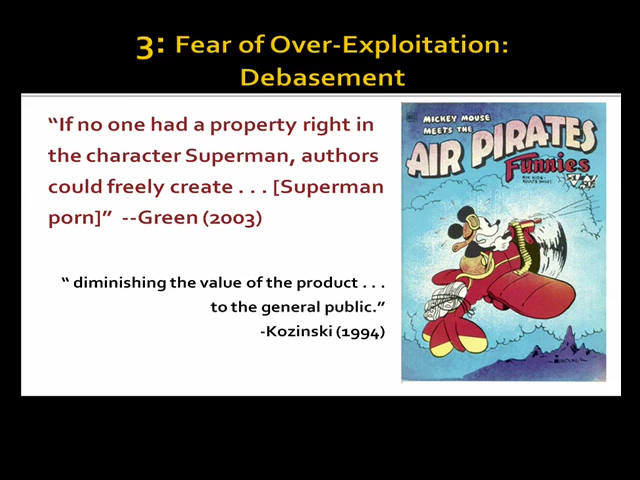 3: Fear of Over-Exploitation:
Debasement
“If no one had a property right in
the character Superman, authors
could freely create . . . [Superman
porn]” --Green (2003)
“ diminishing the value of the product . . .
to the general public.”
-Kozinski (1994)
MICKEY MOUSE
MEETS THE
AIR PIRATES
Funnies